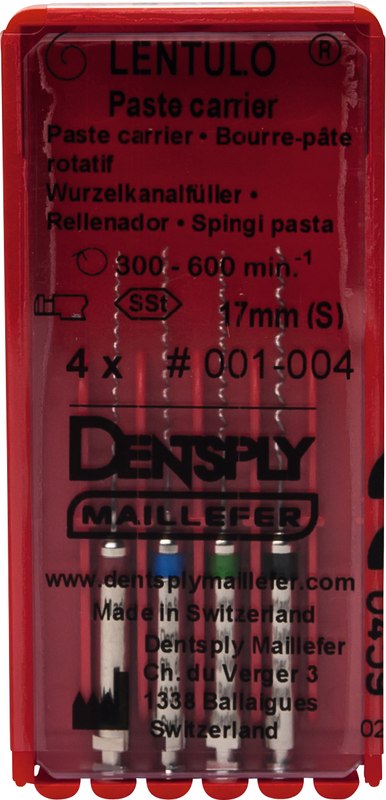 LENTULO ®
Paste carrier
Paste carrier • Bourre-pâte
rotatif
Wurzelkanalfüller •
Rellenador • Spingi pasta
300 - 600 min.-1
SSt
17mm (S)
4 x # 001-004
DENTSPLY
MAILLEFER
www.dentsplymaillefer.com
Made in Switzerland
Dentsply Maillefer
Ch. du Verger 3
1338 Ballaigues
Switzerland
02